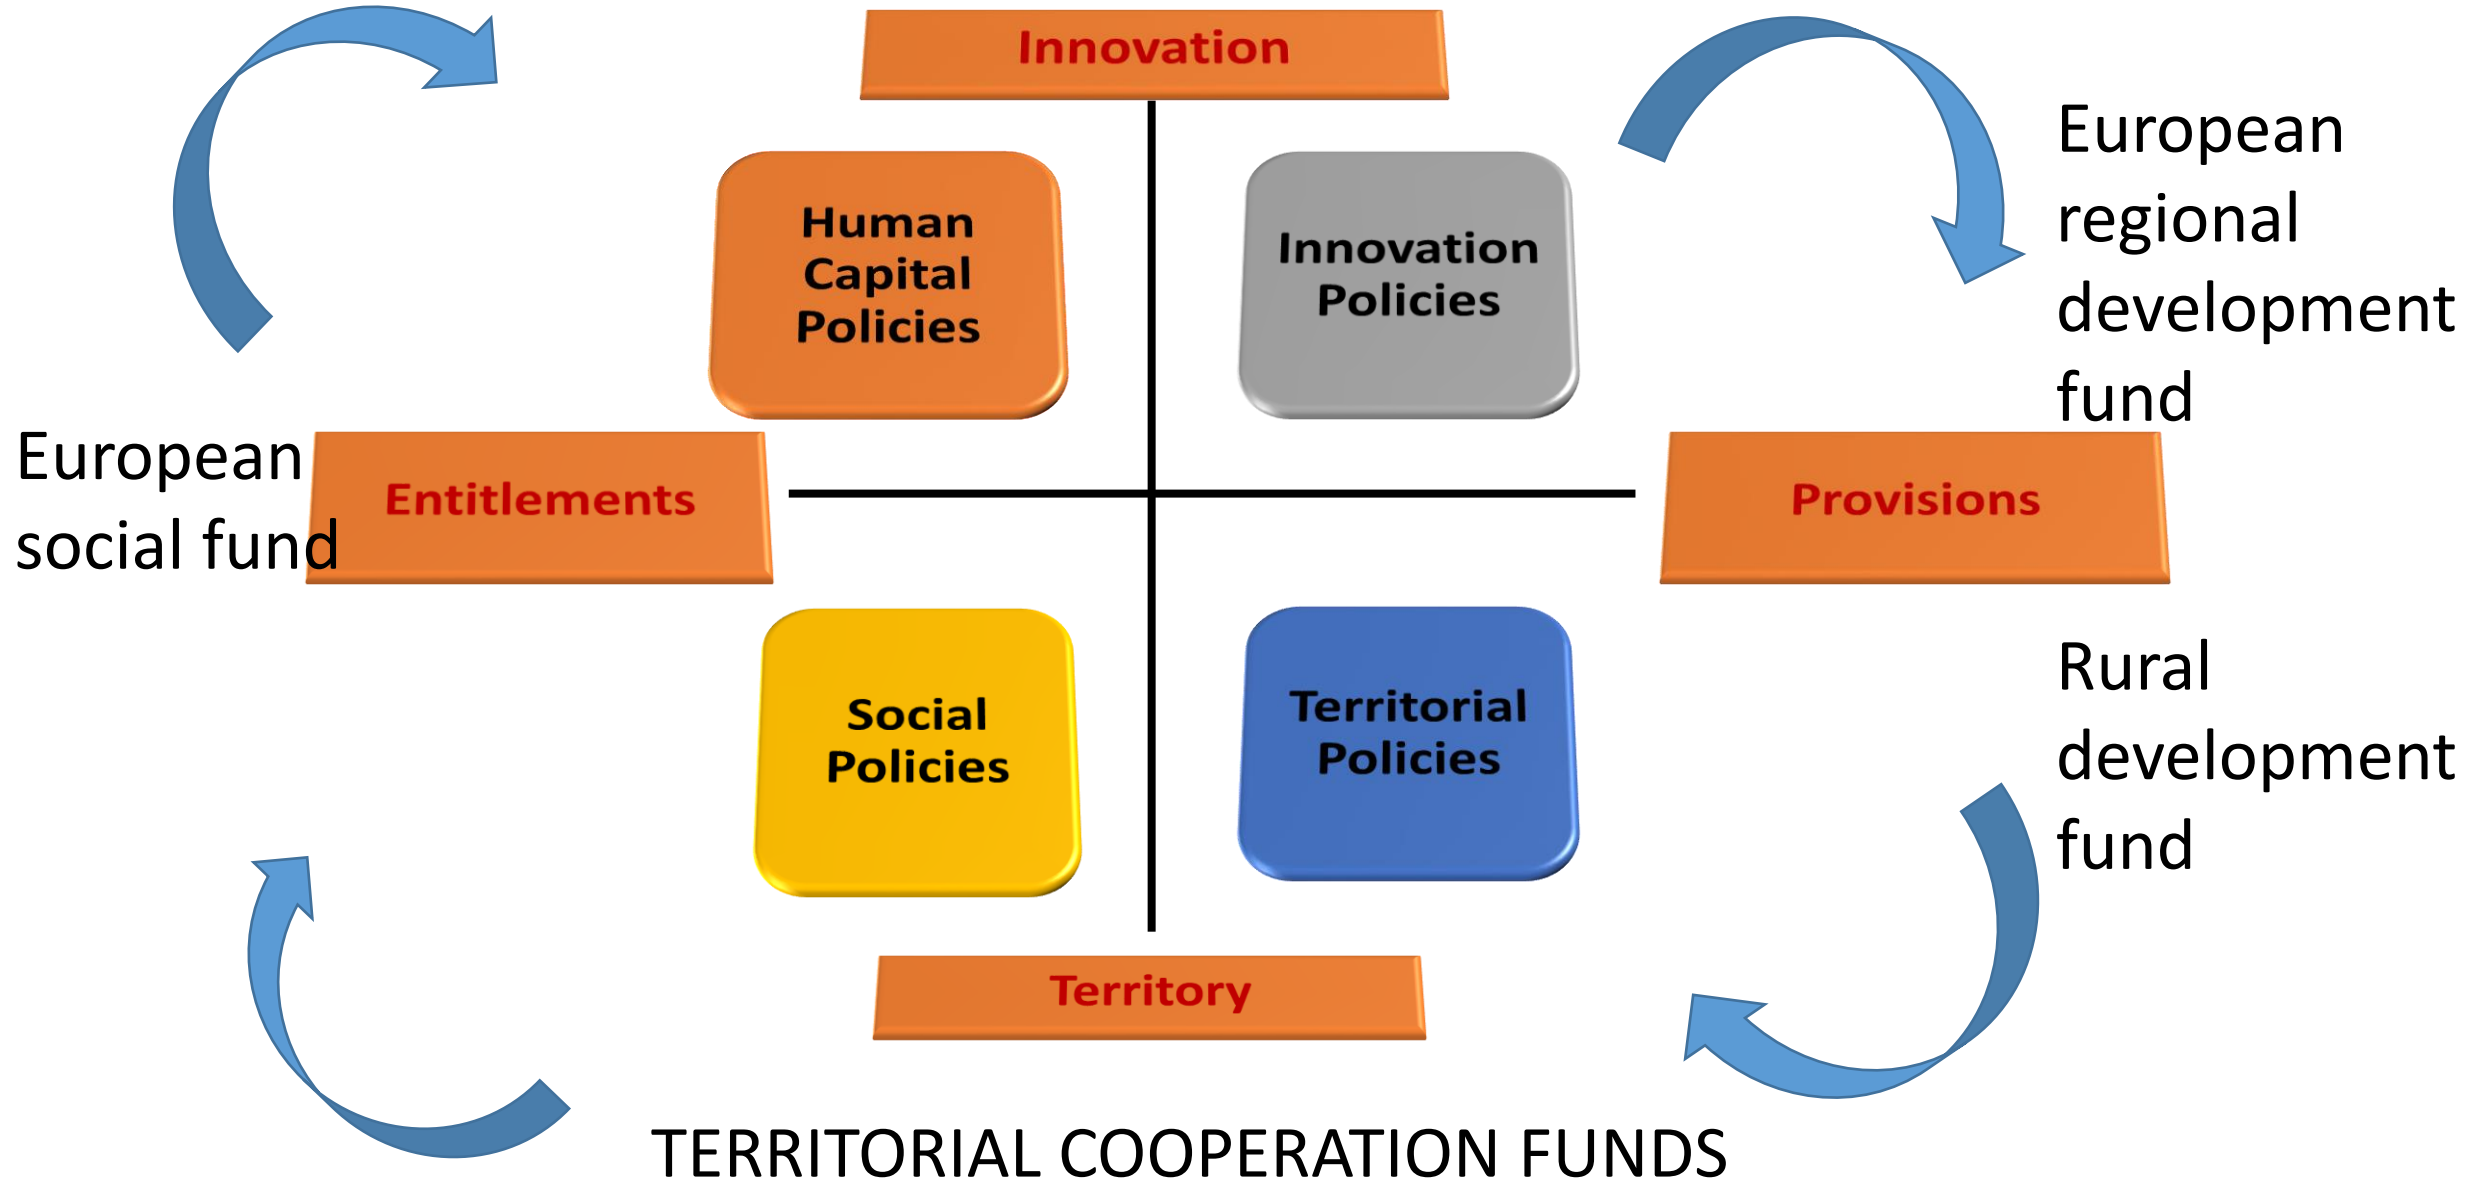 Innovation
European
regional
development
fund
Human
Capital
Policies
Innovation
Policies
European
social fund
Entitlements
Provisions
Social
Policies
Territorial
Policies
Rural
development
fund
Territory
TERRITORIAL COOPERATION FUNDS